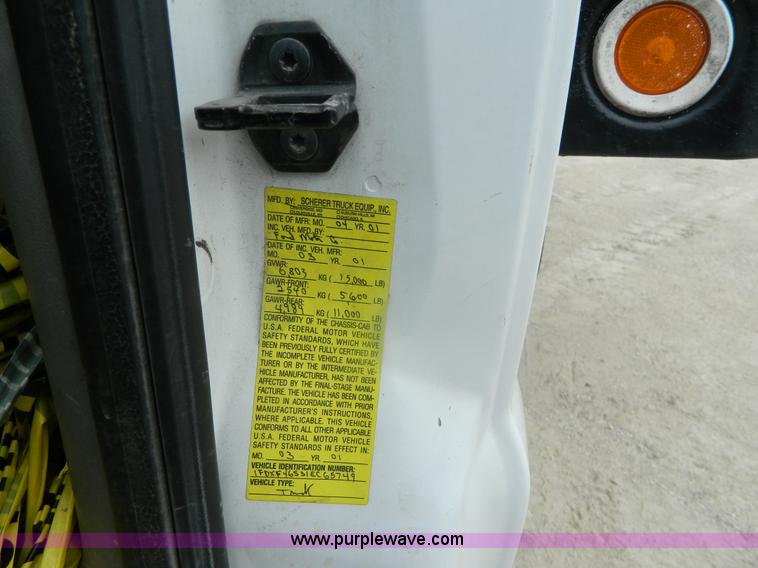 MFD. BY: SCHERER TRUCK EQUIP., INC.
DATE OF MFR: MO. 04 YR. 01
INC. VEH. MFD. BY:
Ford Motor Co.
DATE OF INC. VEH. MFR:
MO. 03 YR. 01
GVWR:
6,803 KG ( 15,000 LB)
GAWR-FRONT:
2540 KG ( 5600 LB)
GAWR-REAR:
4,989 KG ( 11,000 LB)
CONFORMITY OF THE CHASSIS-CAB TO
U.S.A. FEDERAL MOTOR VEHICLE
SAFETY STANDARDS, WHICH HAVE
BEEN PREVIOUSLY FULLY CERTIFIED BY
THE INCOMPLETE VEHICLE MANUFAC-
TURER OR BY THE INTERMEDIATE VE-
HICLE MANUFACTURER, HAS NOT BEEN
AFFECTED BY THE FINAL-STAGE MANU-
FACTURE. THE VEHICLE HAS BEEN COM-
PLETED IN ACCORDANCE WITH PRIOR
MANUFACTURER'S INSTRUCTIONS,
WHERE APPLICABLE. THIS VEHICLE
CONFORMS TO ALL OTHER APPLICABLE
U.S.A. FEDERAL MOTOR VEHICLE
SAFETY STANDARDS IN EFFECT IN:
MO. 03 YR. 01
VEHICLE IDENTIFICATION NUMBER:
1FDXF46S31EC65749
VEHICLE TYPE:
Truck
www.purplewave.com